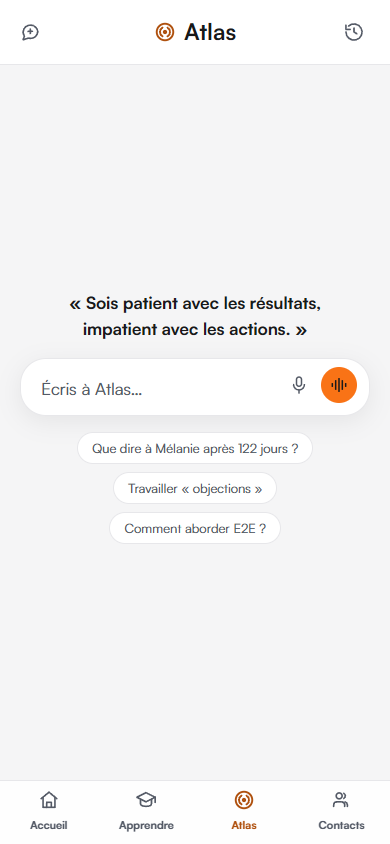 Atlas
« Sois patient avec les résultats,
impatient avec les actions. »
Écris à Atlas...
Que dire à Mélanie après 122 jours ?
Travailler « objections »
Comment aborder E2E ?
Accueil
Apprendre
Atlas
Contacts